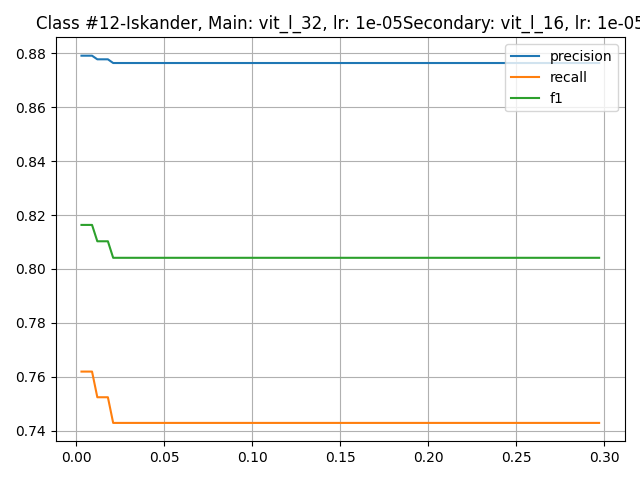 Class #12-Iskander, Main: vit_l_32, lr: 1e-05Secondary: vit_l_16, lr: 1e-05
precision
recall
f1
0.88
0.86
0.84
0.82
0.80
0.78
0.76
0.74
0.00 0.05 0.10 0.15 0.20 0.25 0.30